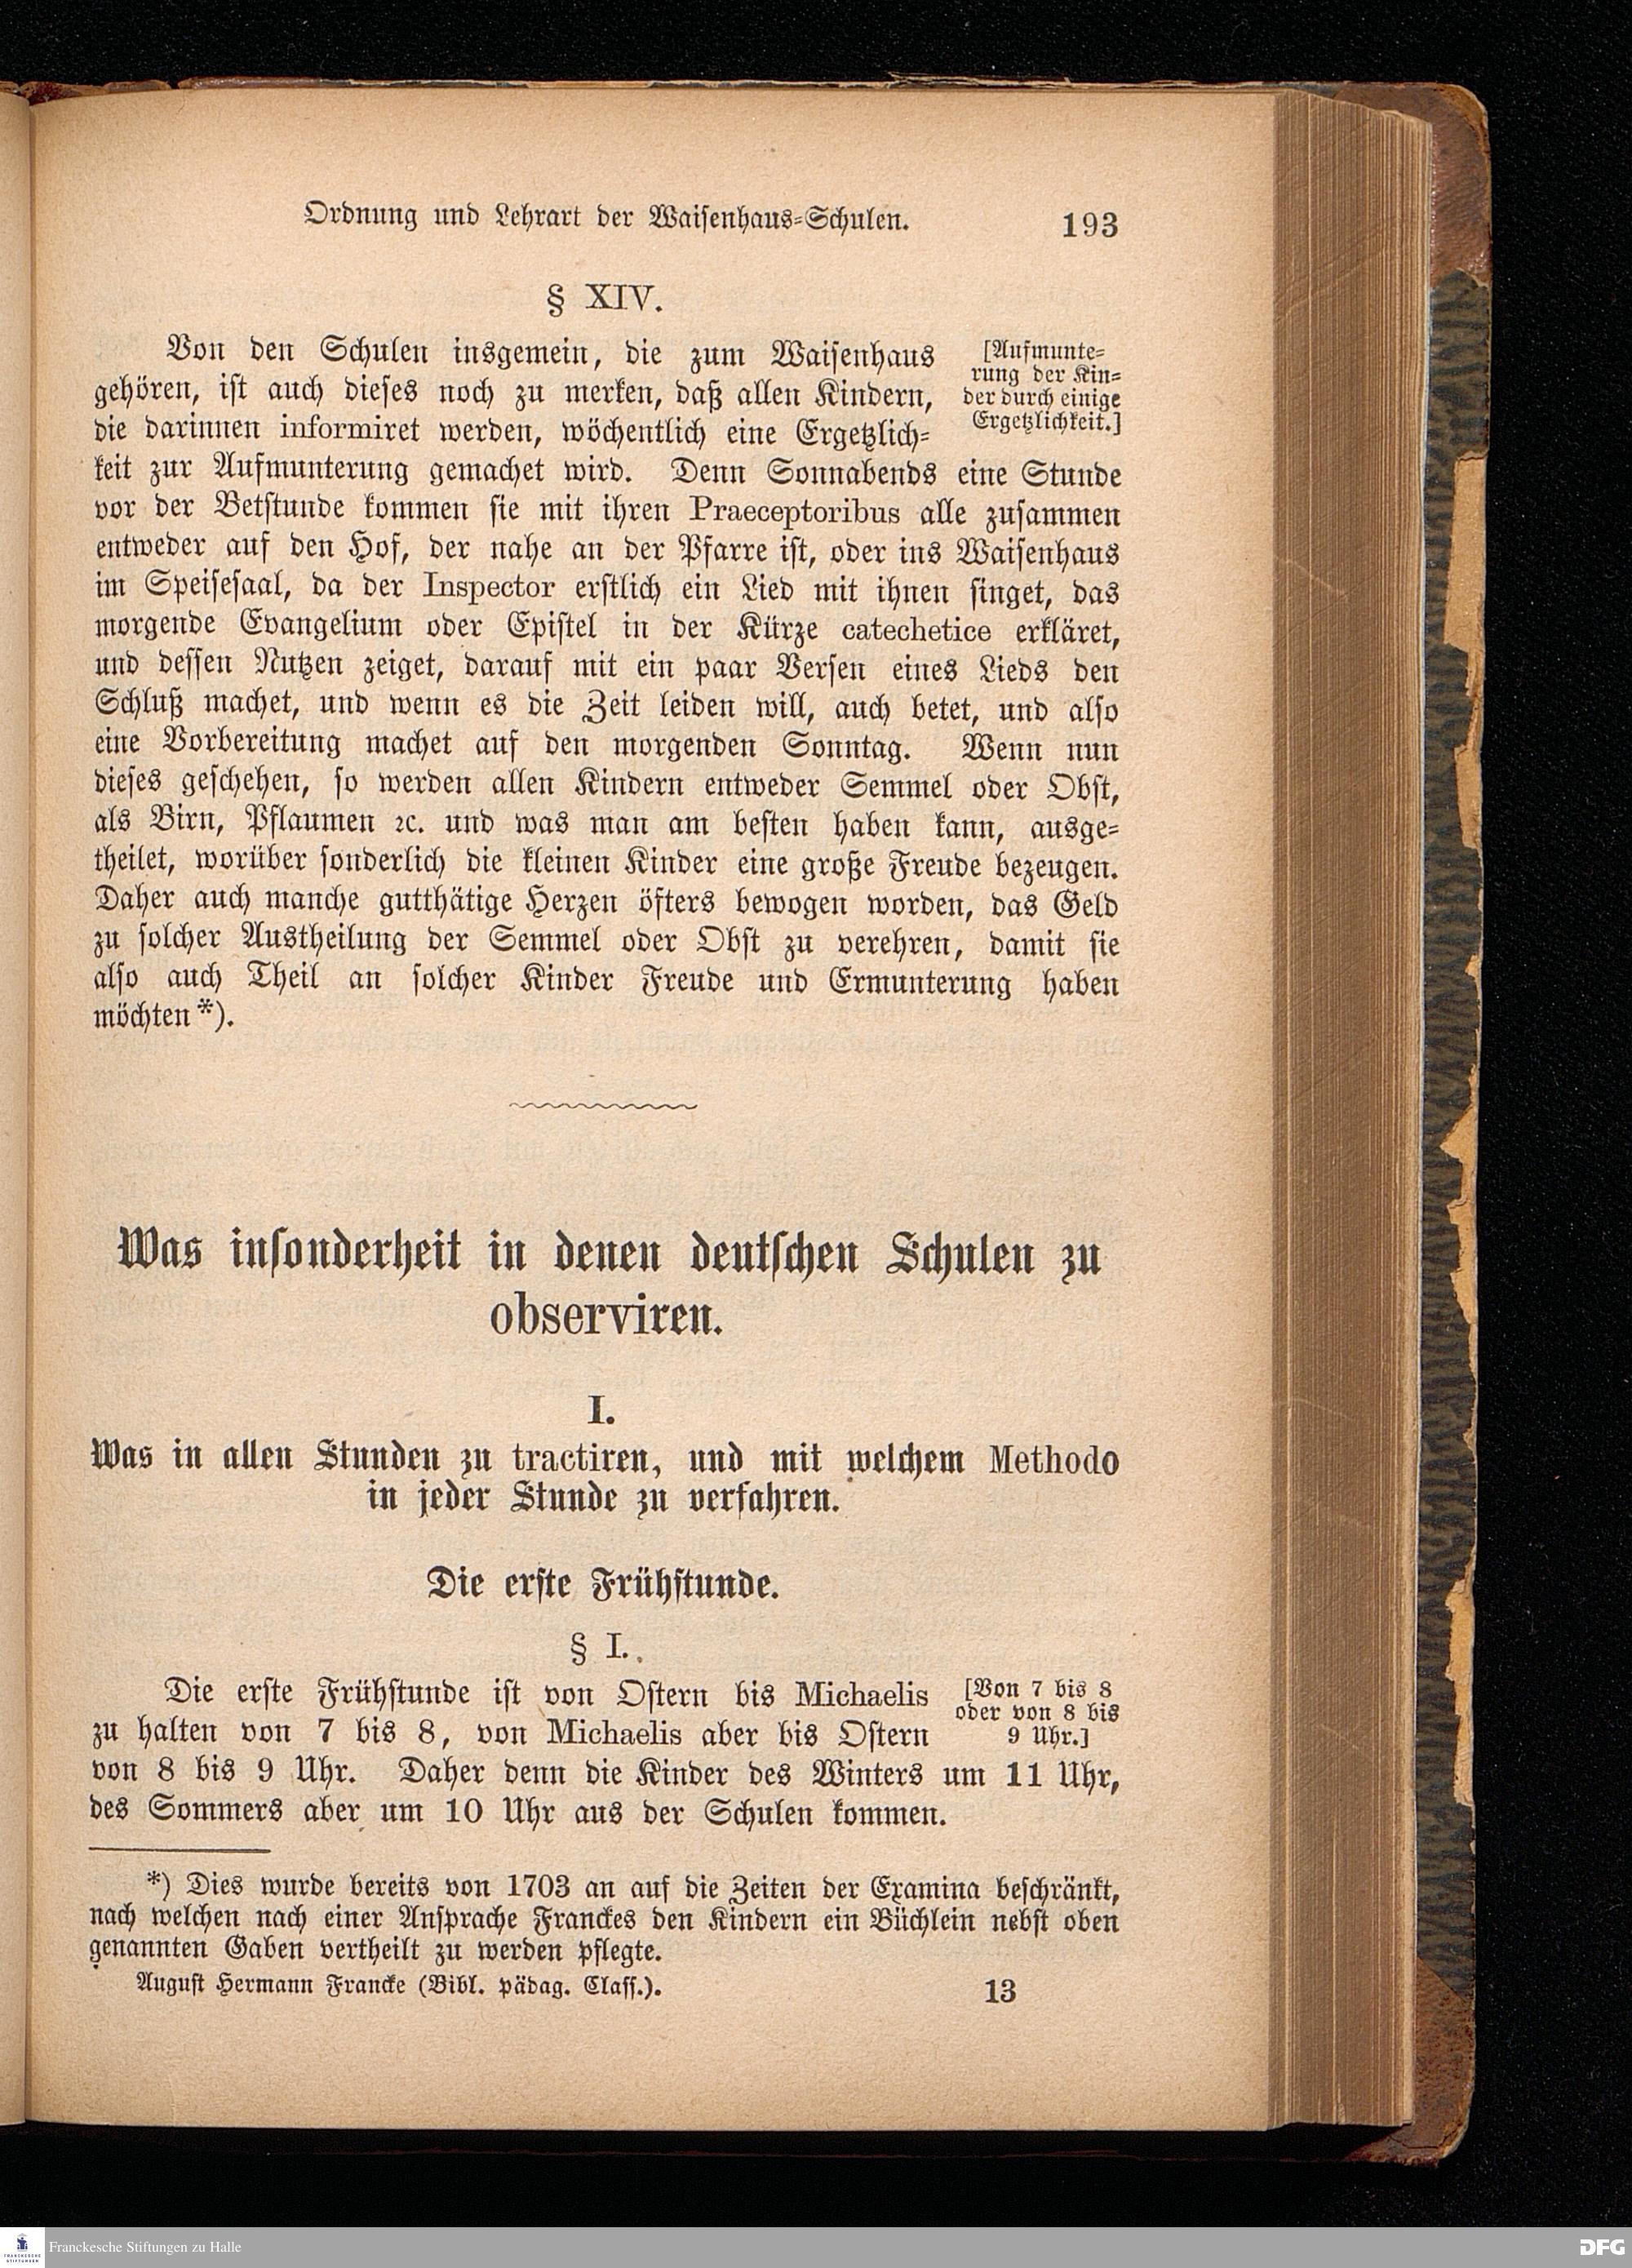 Ordnung und Lehrart der Waisenhaus-Schulen. 193
§ XIV.
Von den Schulen insgemein, die zum Waisenhaus
gehören, ist auch dieses noch zu merken, daß allen Kindern,
die darinnen informiret werden, wöchentlich eine Ergetzlich-
[Aufmunte-
rung der Kin-
der durch einige
Ergetzlichkeit.]
keit zur Aufmunterung gemachet wird. Denn Sonnabends eine Stunde
vor der Betstunde kommen sie mit ihren Praeceptoribus alle zusammen
entweder auf den Hof, der nahe an der Pfarre ist, oder ins Waisenhaus
im Speisesaal, da der Inspector erstlich ein Lied mit ihnen singet, das
morgende Evangelium oder Epistel in der Kürze catechetice erkläret,
und dessen Nutzen zeiget, darauf mit ein paar Versen eines Lieds den
Schluß machet, und wenn es die Zeit leiden will, auch betet, und also
eine Vorbereitung machet auf den morgenden Sonntag. Wenn nun
dieses geschehen, so werden allen Kindern entweder Semmel oder Obst,
als Birn, Pflaumen ꝛc. und was man am besten haben kann, ausge-
theilet, worüber sonderlich die kleinen Kinder eine große Freude bezeugen.
Daher auch manche gutthätige Herzen öfters bewogen worden, das Geld
zu solcher Austheilung der Semmel oder Obst zu verehren, damit sie
also auch Theil an solcher Kinder Freude und Ermunterung haben
möchten *).
Was insonderheit in denen deutschen Schulen zu
observiren.
I.
Was in allen Stunden zu tractiren, und mit welchem Methodo
in jeder Stunde zu verfahren.
Die erste Frühstunde.
§ I.
Die erste Frühstunde ist von Ostern bis Michaelis
zu halten von 7 bis 8, von Michaelis aber bis Ostern
[Von 7 bis 8
oder von 8 bis
9 Uhr.]
von 8 bis 9 Uhr. Daher denn die Kinder des Winters um 11 Uhr,
des Sommers aber um 10 Uhr aus der Schulen kommen.
*) Dies wurde bereits von 1703 an auf die Zeiten der Examina beschränkt,
nach welchen nach einer Ansprache Franckes den Kindern ein Büchlein nebst oben
genannten Gaben vertheilt zu werden pflegte.
August Hermann Francke (Bibl. pädag. Class.). 13
FRANCKESCHE
STIFTUNGEN
Franckesche Stiftungen zu Halle
DFG